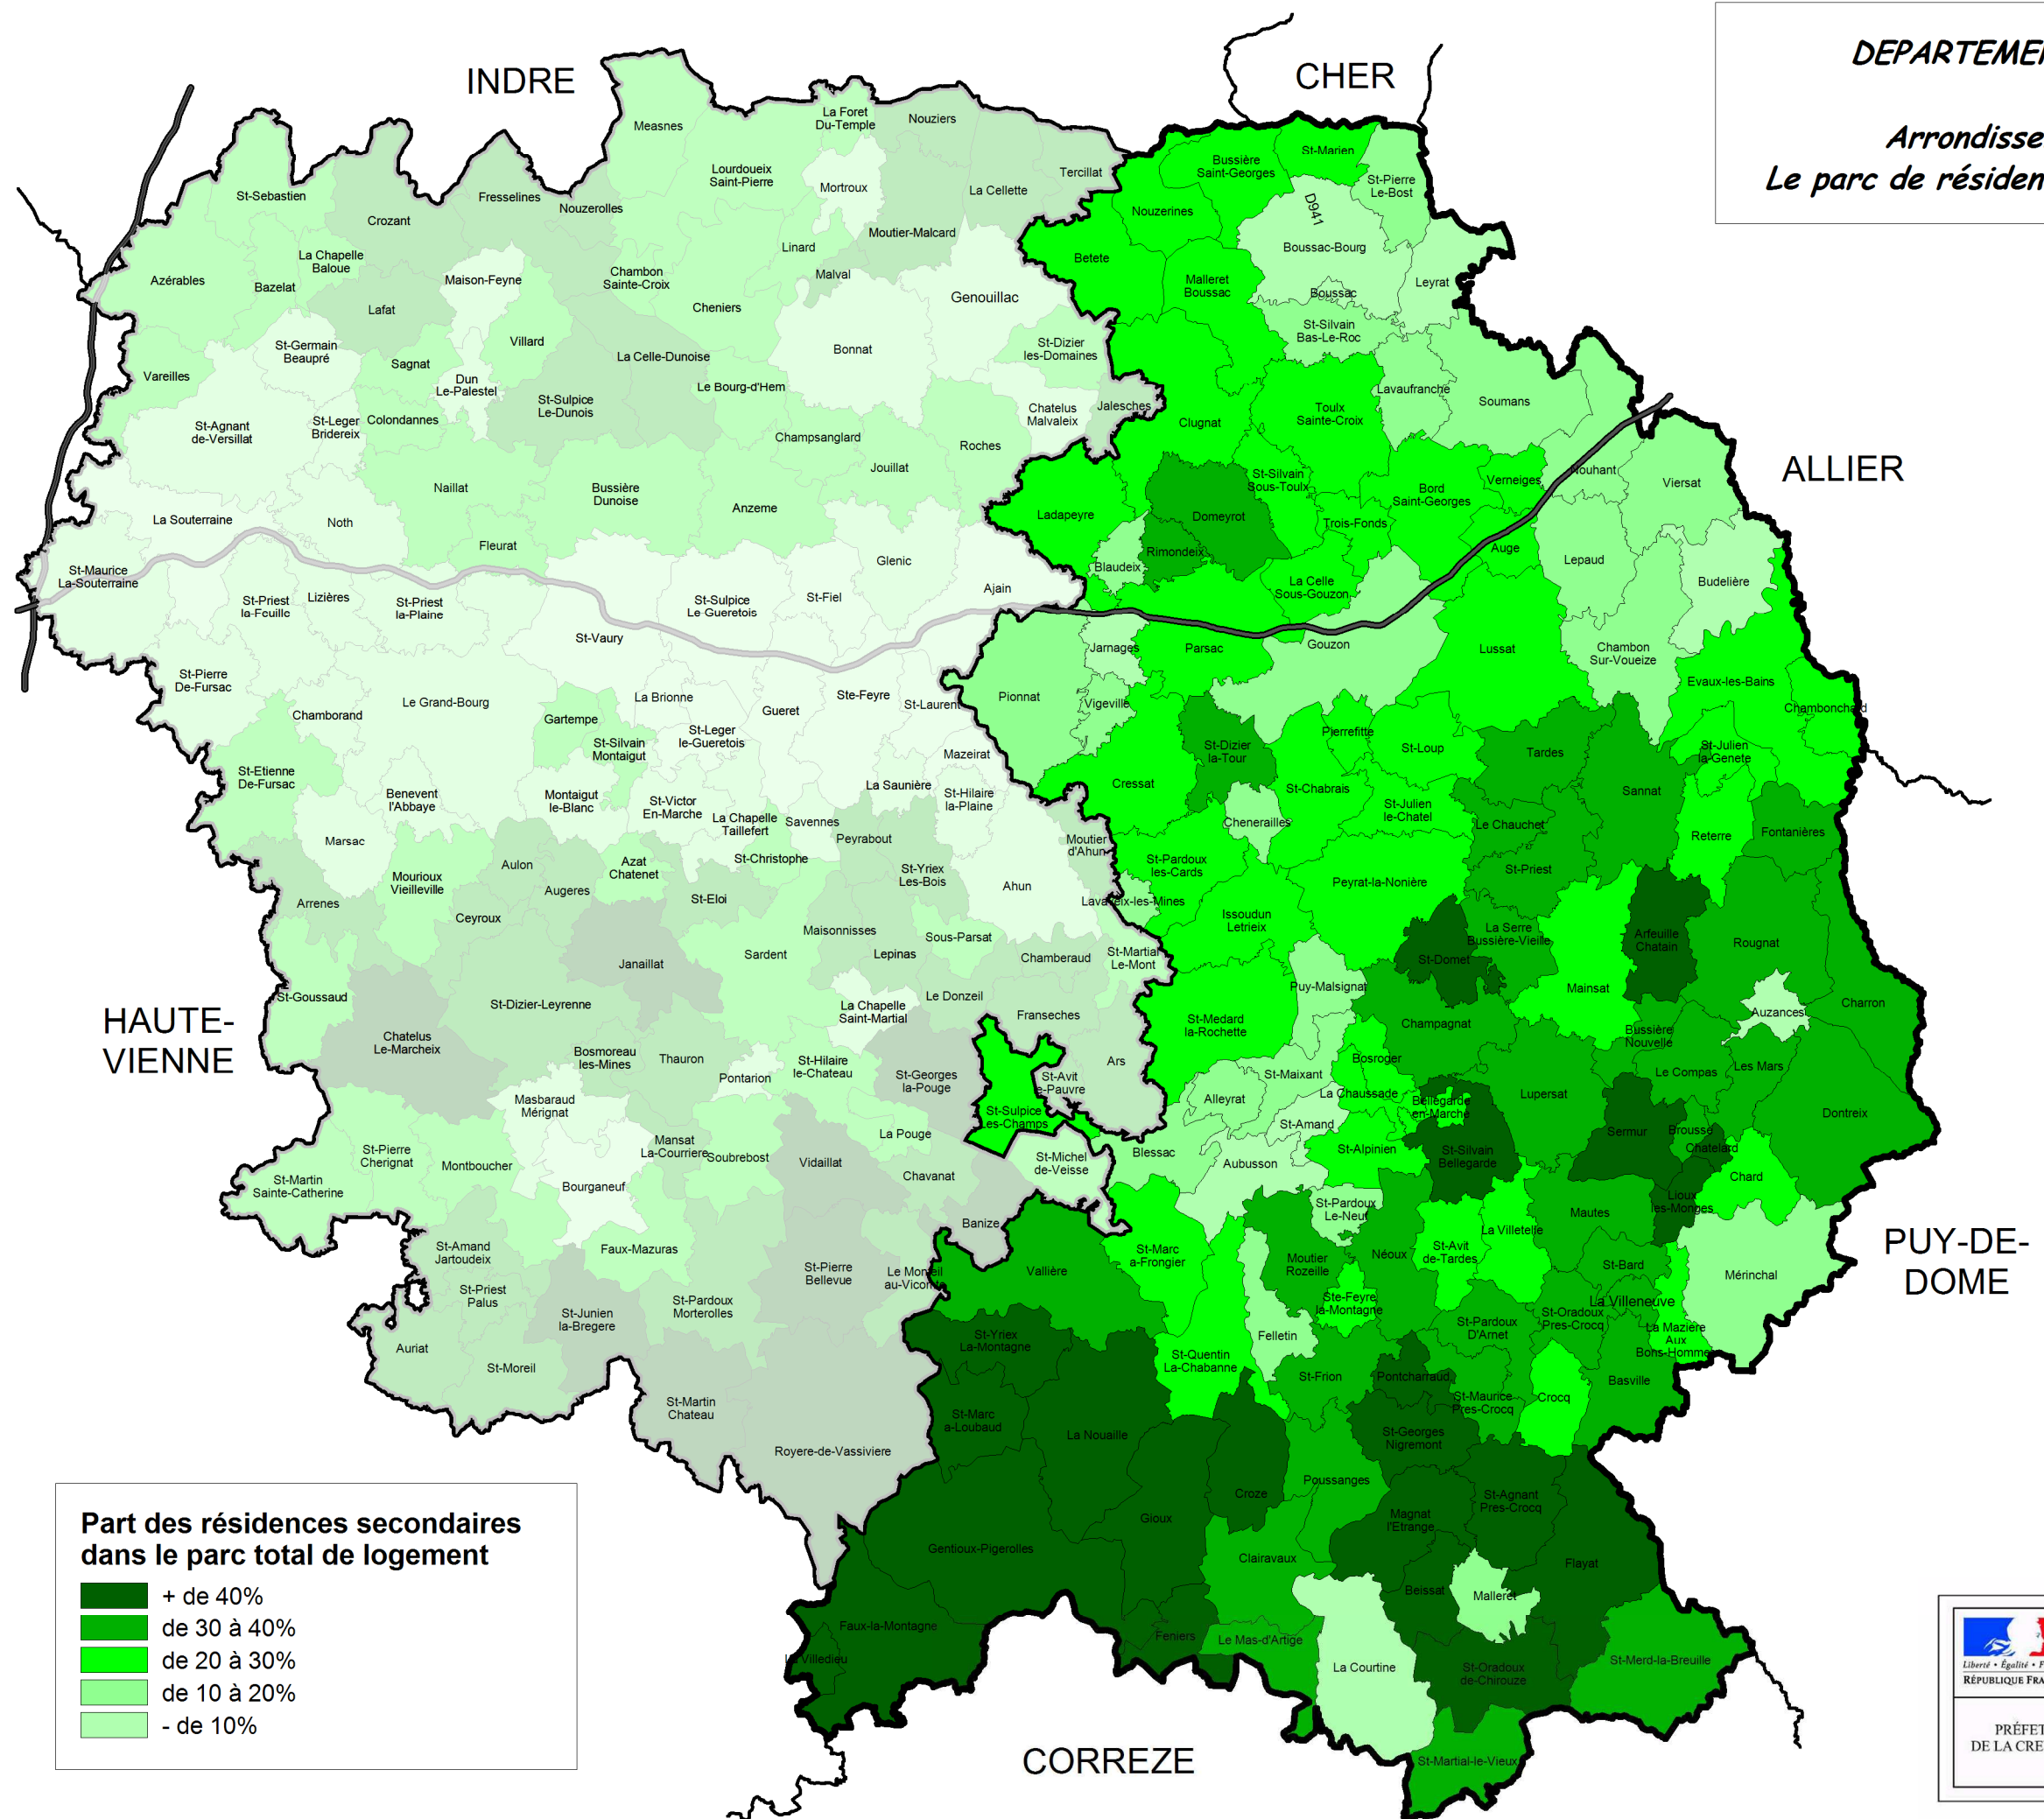 INDRE
CHER
DEPARTEMEN
Arrondisse
Le parc de résiden
ALLIER
HAUTE-
VIENNE
PUY-DE-
DOME
CORREZE
Measnes
La Foret
Du-Temple
Nouziers
Lourdoueix
Saint-Pierre
Mortroux
La Cellette
Tercillat
St-Sebastien
Crozant
Fresselines
Nouzerolles
Moutier-Malcard
Linard
Malval
La Chapelle
Baloue
Azérables
Bazelat
Maison-Feyne
Chambon
Sainte-Croix
Cheniers
Genouillac
Lafat
St-Germain
Beaupré
Villard
La Celle-Dunoise
Bonnat
St-Dizier
les-Domaines
Vareilles
Sagnat
Dun
Le-Palestel
Le Bourg-d'Hem
St-Sulpice
Le-Dunois
Chatelus
Malvaleix
Jalesches
St-Agnant
de-Versillat
St-Leger
Bridereix
Colondannes
Champsanglard
Roches
Jouillat
Naillat
Bussière
Dunoise
Anzeme
La Souterraine
Noth
Fleurat
Glenic
St-Maurice
La-Souterraine
St-Priest
la-Feuille
Lizières
St-Priest
la-Plaine
St-Sulpice
Le-Gueretois
St-Fiel
Ajain
St-Vaury
St-Pierre
De-Fursac
Le Grand-Bourg
La Brionne
Ste-Feyre
St-Laurent
Chamborand
Gartempe
Gueret
St-Leger
le-Gueretois
St-Silvain
Montaigut
Mazeirat
St-Etienne
De-Fursac
Benevent
l'Abbaye
Montaigut
le-Blanc
St-Victor
En-Marche
La Saunière
St-Hilaire
la-Plaine
La Chapelle
Taillefert
Savennes
Peyrabout
Marsac
Moutier
d'Ahun
Mourioux
Vieilleville
Aulon
Azat
Chatenet
St-Christophe
St-Yriex
Les-Bois
Ahun
Augeres
St-Eloi
Arrenes
Ceyroux
Maisonnisses
Sous-Parsat
Sardent
Lepinas
Chamberaud
St-Martial
Le-Mont
Janaillat
St-Goussaud
St-Dizier-Leyrenne
La Chapelle
Saint-Martial
Le Donzeil
Franseches
Chatelus
Le-Marcheix
Bosmoreau
les-Mines
Thauron
Pontarion
St-Hilaire
le-Chateau
St-Georges
la-Pouge
St-Avit
le-Pauvre
Ars
Masbaraud
Mérignat
St-Sulpice
Les-Champs
La Pouge
Mansat
La-Courriere
Soubrebost
St-Pierre
Cherignat
Montboucher
Vidaillat
Chavanat
St-Michel
de-Veisse
St-Martin
Sainte-Catherine
Bourganeuf
Banize
Faux-Mazuras
St-Amand
Jartoudeix
St-Pierre
Bellevue
Le Monteil
au-Vicomte
St-Priest
Palus
St-Junien
la-Bregere
St-Pardoux
Morterolles
Auriat
St-Moreil
St-Martin
Chateau
Royere-de-Vassiviere
Bussière
Saint-Georges
St-Marien
St-Pierre
Le-Bost
Nouzerines
D941
Boussac-Bourg
Betete
Malleret
Boussac
Boussac
Leyrat
St-Silvain
Bas-Le-Roc
Lavaufranche
Soumans
Clugnat
Toulx
Sainte-Croix
St-Silvain
Sous-Toulx
Bord
Saint-Georges
Verneiges
Nouhant
Viersat
Ladapeyre
Domeyrot
Trois-Fonds
Rimondeix
Auge
Lepaud
Blaudeix
La Celle
Sous-Gouzon
Budelière
Jarnages
Parsac
Gouzon
Lussat
Chambon
Sur-Voueize
Pionnat
Vigeville
Evaux-les-Bains
Chambonchard
St-Dizier
la-Tour
Pierrefitte
St-Loup
Tardes
St-Julien
la-Genete
Cressat
St-Chabrais
St-Julien
le-Chatel
Sannat
Chenerailles
Le Chauchet
Reterre
Fontanières
St-Pardoux
les-Cards
Peyrat-la-Nonière
St-Priest
Lavaveix-les-Mines
Issoudun
Letrieix
La Serre
Bussière-Vieille
Arfeuille
Chatain
Rougnat
St-Domet
Puy-Malsignat
Mainsat
Charron
Auzances
St-Medard
la-Rochette
Champagnat
Bussière
Nouvelle
Bosroger
St-Maixant
Le Compas
Les Mars
Alleyrat
La Chaussade
Bellegarde
en-Marche
Lupersat
Dontreix
St-Amand
Sermur
Brousse
Chatelard
Blessac
Aubusson
St-Alpinien
St-Silvain
Bellegarde
Chard
Lioux
les-Monges
St-Pardoux
Le-Neuf
Mautes
La Villetelle
St-Marc
a-Frongier
Moutier
Rozeille
Néoux
St-Avit
de-Tardes
St-Bard
Mérinchal
Vallière
Ste-Feyre
la-Montagne
La Villeneuve
St-Oradoux
Pres-Crocq
St-Pardoux
D'Arnet
La Maziere
Aux
Bons-Hommes
St-Yriex
La-Montagne
Felletin
St-Quentin
La-Chabanne
St-Frion
Pontcharraud
Basville
St-Maurice
Pres-Crocq
Crocq
St-Marc
a-Loubaud
La Nouaille
St-Georges
Nigremont
Poussanges
Croze
St-Agnant
Pres-Crocq
Gioux
Magnat
l'Etrange
Gentioux-Pigerolles
Clairavaux
Flayat
Beissat
Malleret
Faux-la-Montagne
Feniers
Le Mas-d'Artige
La Villedieu
La Courtine
St-Oradoux
de-Chirouze
St-Merd-la-Breuille
St-Martial-le-Vieux
Part des résidences secondaires
dans le parc total de logement
+ de 40%
de 30 à 40%
de 20 à 30%
de 10 à 20%
- de 10%
Liberté • Égalité • F
RÉPUBLIQUE FRA
PRÉFET
DE LA CRE